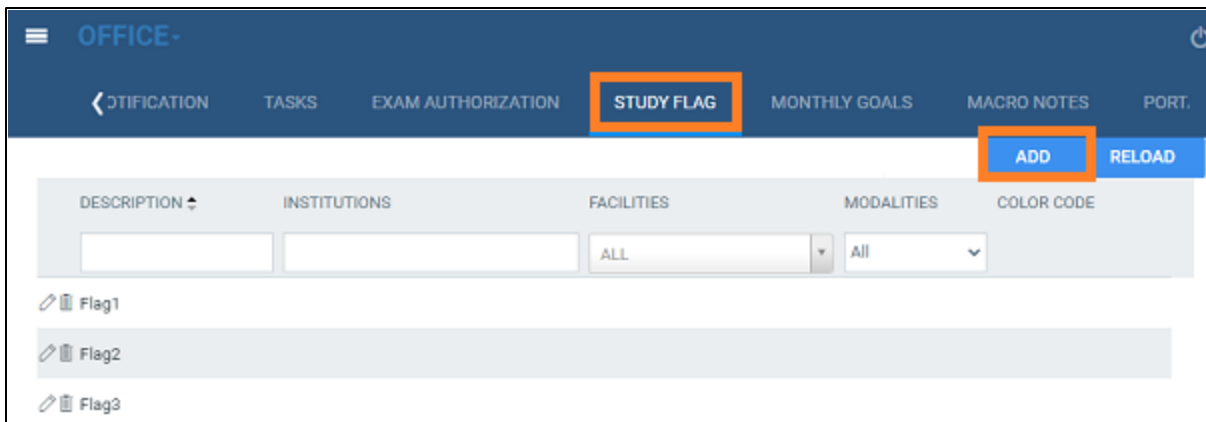 OFFICE-
OTIFICATION TASKS EXAM AUTHORIZATION STUDY FLAG MONTHLY GOALS MACRO NOTES PORT.
ADD RELOAD
DESCRIPTION INSTITUTIONS FACILITIES MODALITIES COLOR CODE
ALL All
Flag1
Flag2
Flag3